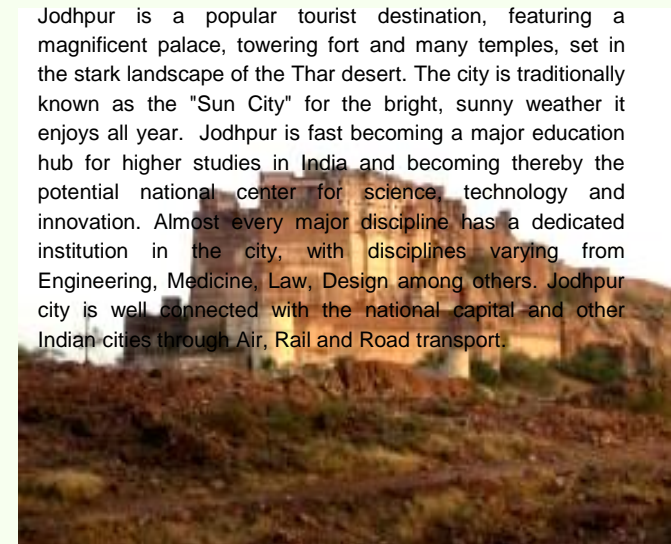 Jodhpur is a popular tourist destination, featuring a
magnificent palace, towering fort and many temples, set in
the stark landscape of the Thar desert. The city is traditionally
known as the "Sun City" for the bright, sunny weather it
enjoys all year. Jodhpur is fast becoming a major education
hub for higher studies in India and becoming thereby the
potential national center for science, technology and
innovation. Almost every major discipline has a dedicated
institution in the city, with disciplines varying from
Engineering, Medicine, Law, Design among others. Jodhpur
city is well connected with the national capital and other
Indian cities through Air, Rail and Road transport.